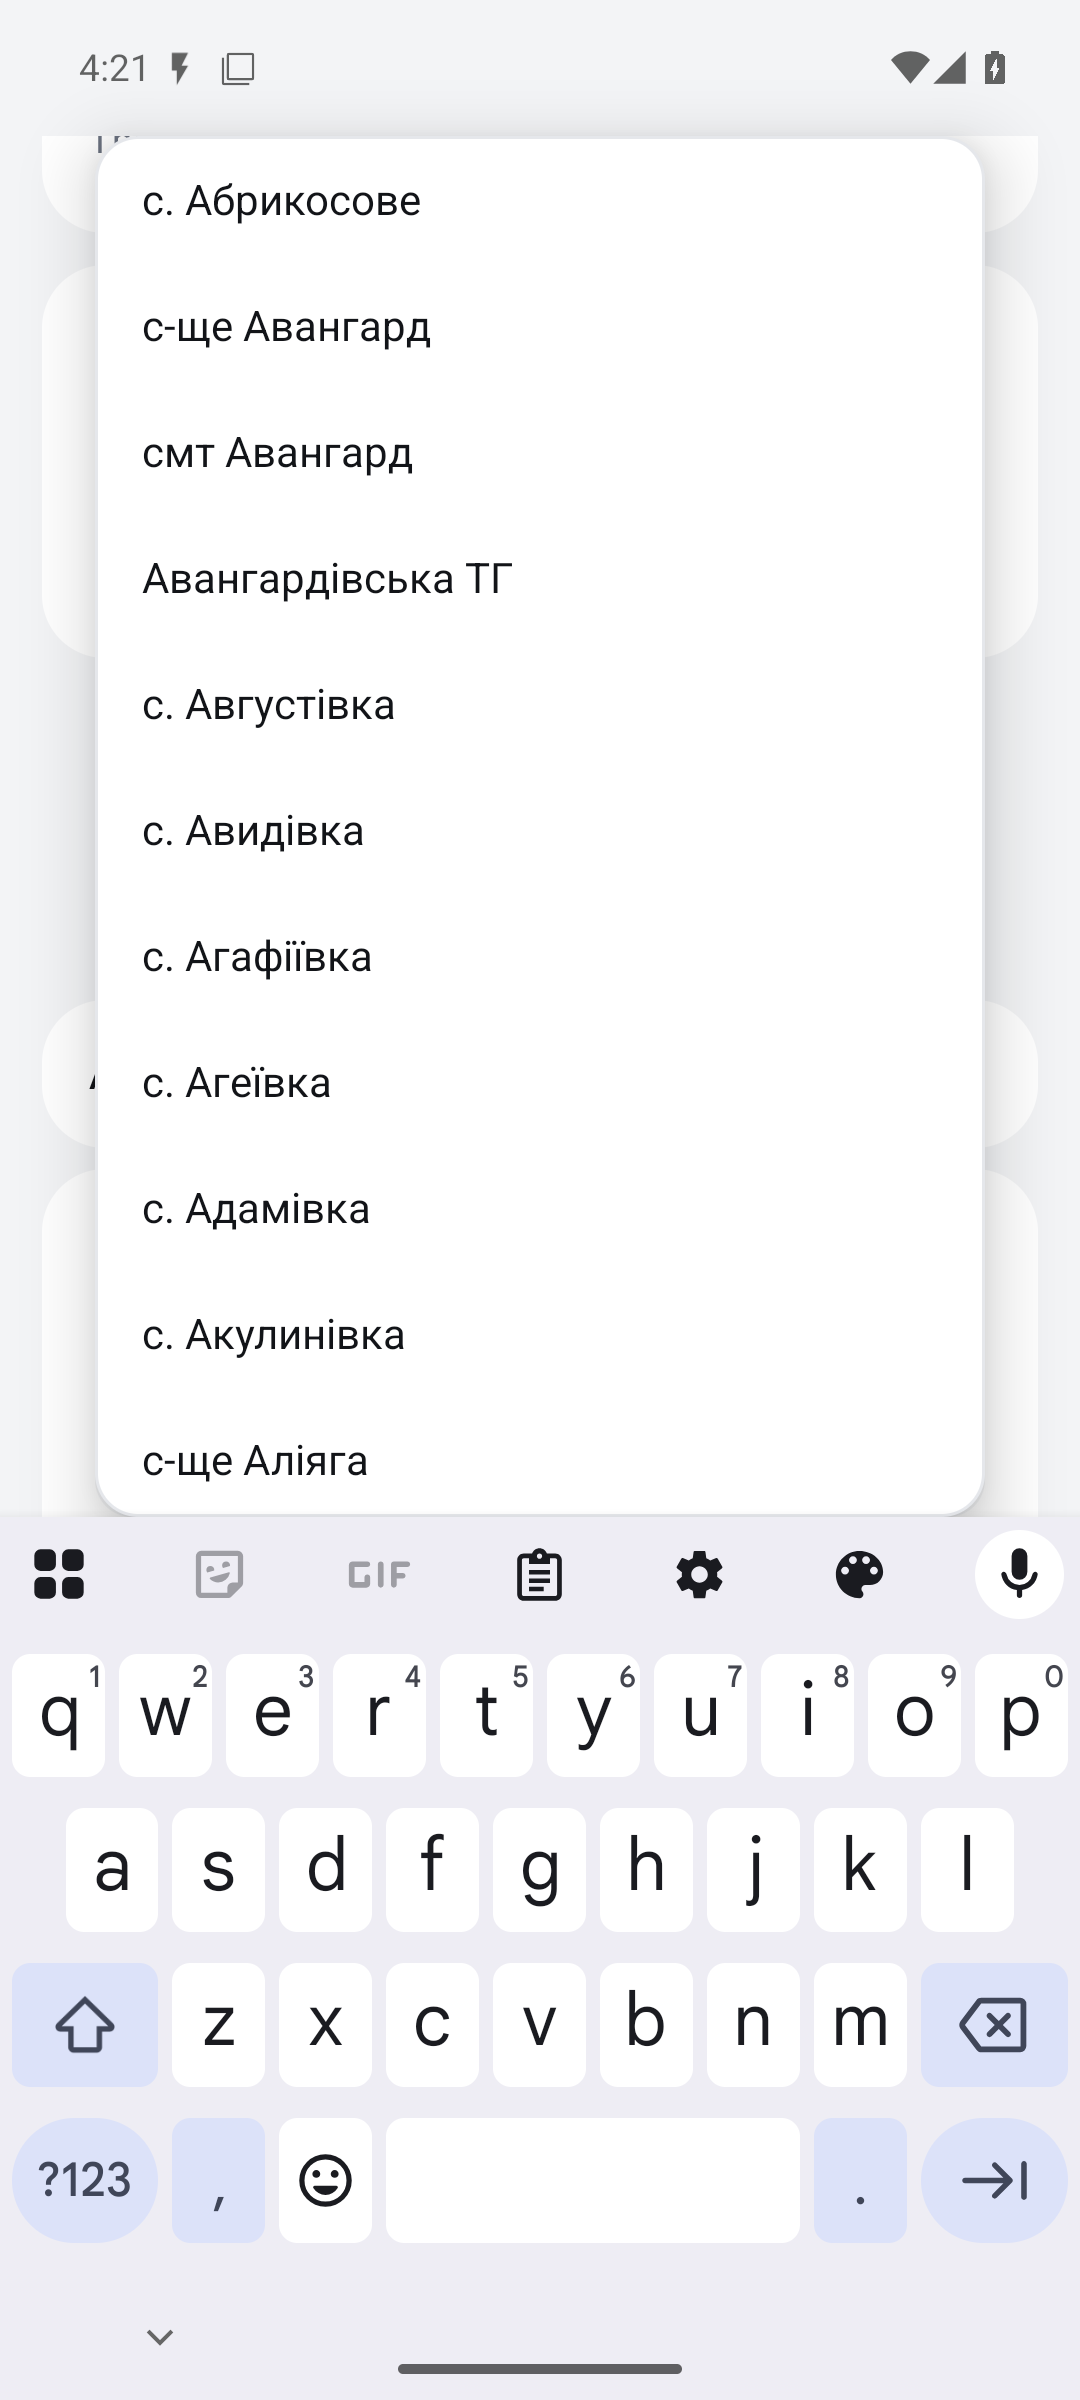 4:21
с. Абрикосове
с-ще Авангард
смт Авангард
Авангардівська ТГ
с. Августівка
с. Авидівка
с. Агафіївка
с. Агеївка
с. Адамівка
с. Акулинівка
с-ще Аліяга
GIF
q 1 w 2 e 3 r 4 t 5 y 6 u 7 i 8 o 9 p 0
a s d f g h j k l
z x c v b n m
?123 , .